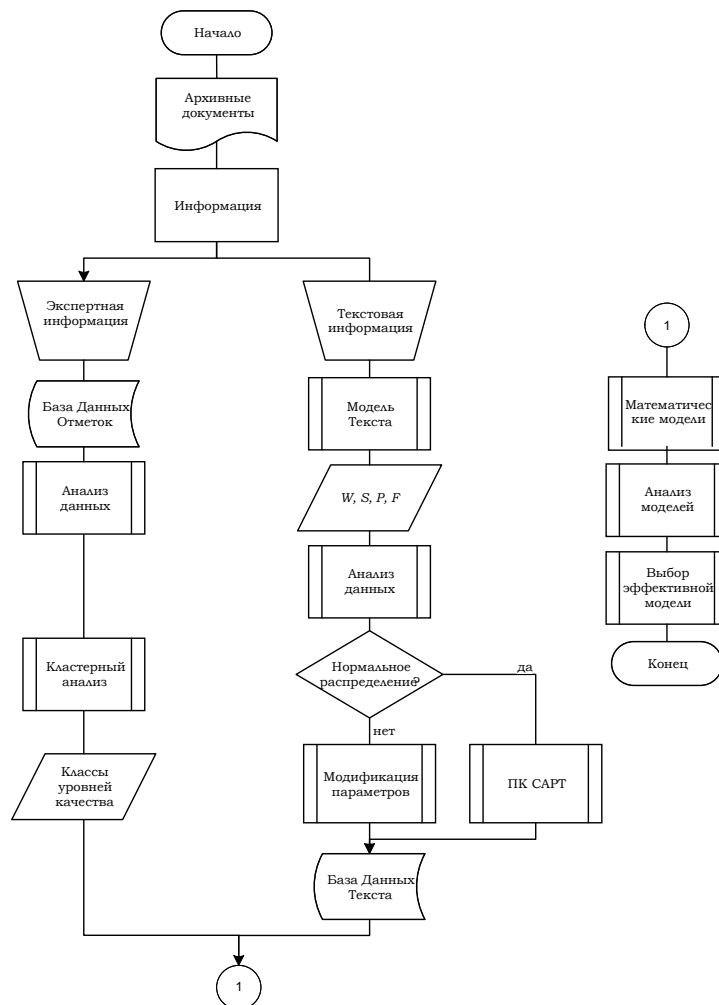 Начало
Архивные
документы
Информация
Экспертная
информация
База Данных
Отметок
Анализ
данных
Кластерный
анализ
Классы
уровней
качества
Текстовая
информация
Модель
Текста
W, S, P, F
Анализ
данных
Нормальное
распределение?
да
нет
Модификация
параметров
ПК САРТ
База Данных
Текста
1
1
Математичес
кие модели
Анализ
моделей
Выбор
эффективной
модели
Конец